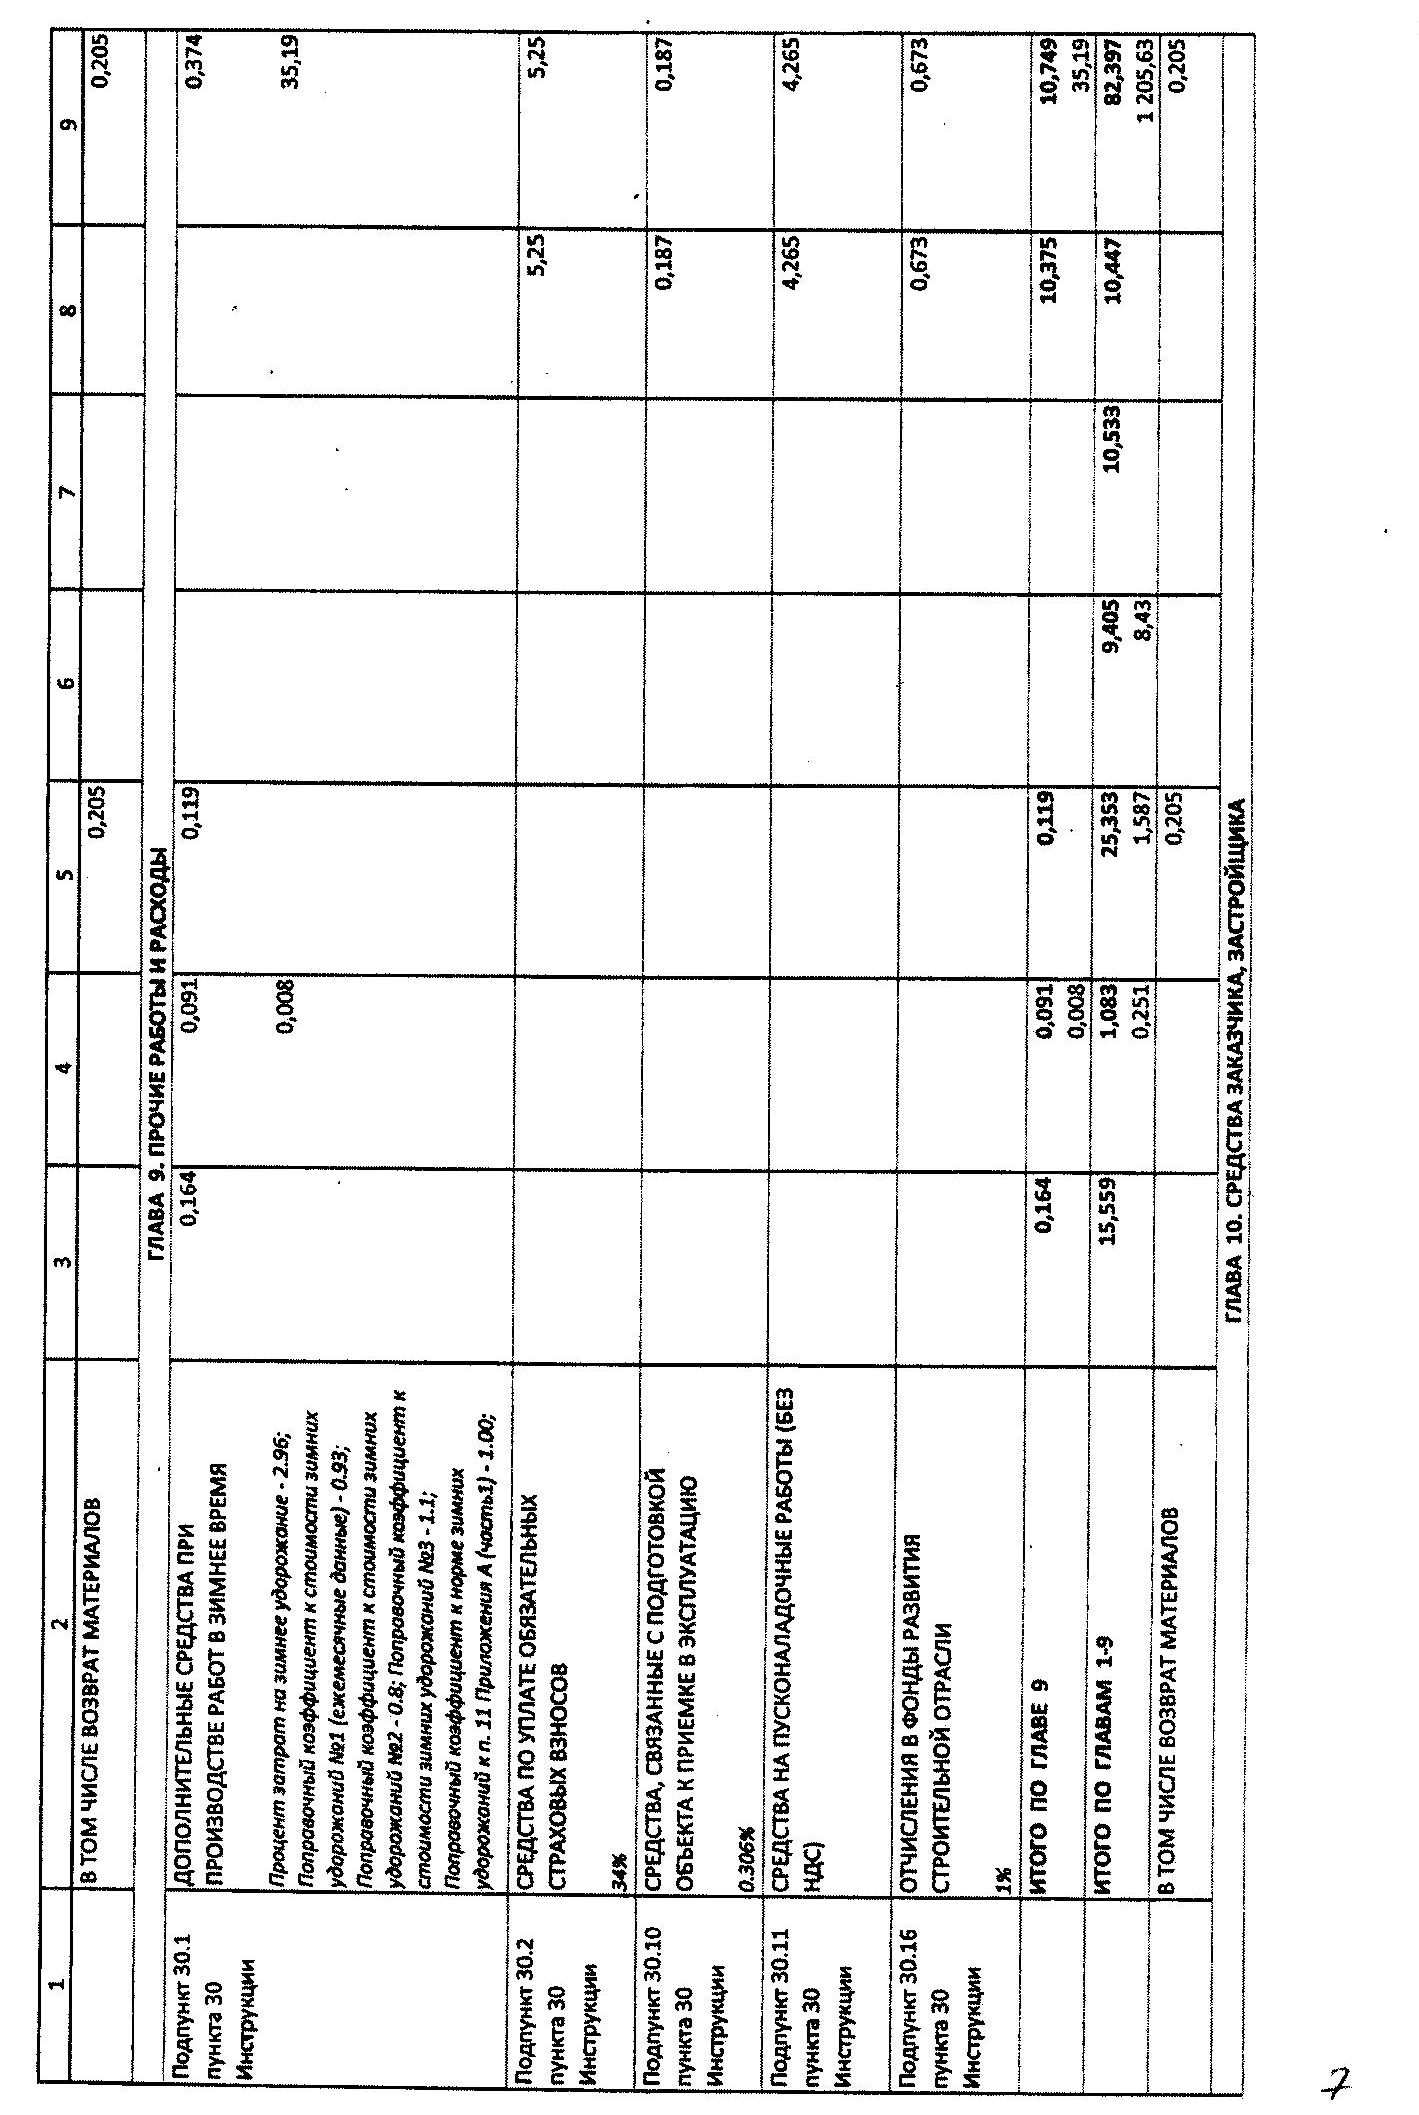 1 2 3 4 5 6 7 8 9
В ТОМ ЧИСЛЕ ВОЗВРАТ МАТЕРИАЛОВ 0,205 0,205
ГЛАВА 9. ПРОЧИЕ РАБОТЫ И РАСХОДЫ
Подпункт 30.1 ДОПОЛНИТЕЛЬНЫЕ СРЕДСТВА ПРИ 0,164 0,091 0,119 0,374
пункта 30 ПРОИЗВОДСТВЕ РАБОТ В ЗИМНЕЕ ВРЕМЯ
Инструкции
Процент затрат на зимнее удорожание - 2.96; 0,008 35,19
Поправочный коэффициент к стоимости зимних
удорожаний №1 (ежемесячные данные) - 0.93;
Поправочный коэффициент к стоимости зимних
удорожаний №2 - 0.8; Поправочный коэффициент к
стоимости зимних удорожаний №3 - 1.1;
Поправочный коэффициент к норме зимних
удорожаний к п. 11 Приложения А (часть1) - 1.00;
Подпункт 30.2 СРЕДСТВА ПО УПЛАТЕ ОБЯЗАТЕЛЬНЫХ 5,25 5,25
пункта 30 СТРАХОВЫХ ВЗНОСОВ
Инструкции
34%
Подпункт 30.10 СРЕДСТВА, СВЯЗАННЫЕ С ПОДГОТОВКОЙ 0,187 0,187
пункта 30 ОБЪЕКТА К ПРИЕМКЕ В ЭКСПЛУАТАЦИЮ
Инструкции
0.306%
Подпункт 30.11 СРЕДСТВА НА ПУСКОНАЛАДОЧНЫЕ РАБОТЫ (БЕЗ 4,265 4,265
пункта 30 НДС)
Инструкции
Подпункт 30.16 ОТЧИСЛЕНИЯ В ФОНДЫ РАЗВИТИЯ 0,673 0,673
пункта 30 СТРОИТЕЛЬНОЙ ОТРАСЛИ
Инструкции
1%
ИТОГО ПО ГЛАВЕ 9 0,164 0,091 0,119 10,375 10,749
0,008 35,19
ИТОГО ПО ГЛАВАМ 1-9 15,559 1,083 25,353 9,405 10,533 10,447 82,397
0,251 1,587 8,43 1 205,63
В ТОМ ЧИСЛЕ ВОЗВРАТ МАТЕРИАЛОВ 0,205 0,205
ГЛАВА 10. СРЕДСТВА ЗАКАЗЧИКА, ЗАСТРОЙЩИКА
7